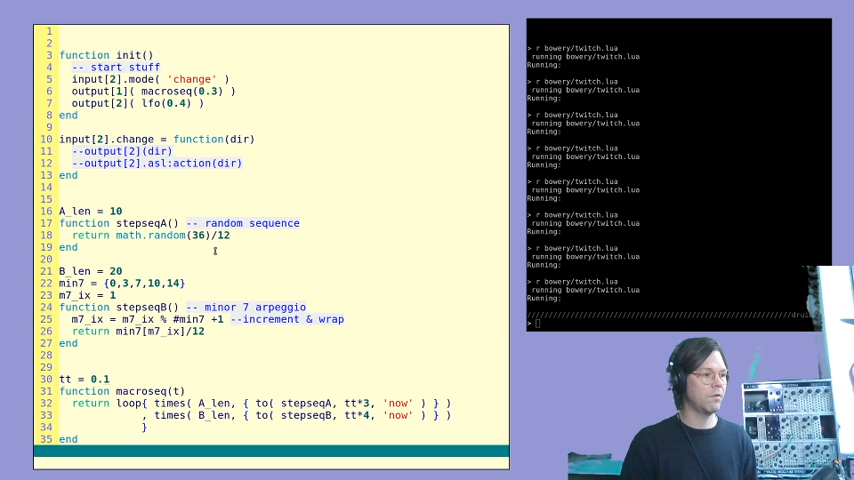 1
2
3 function init()
4 -- start stuff
5 input[2].mode( 'change' )
6 output[1]( macroseq(0.3) )
7 output[2]( lfo(0.4) )
8 end
9
10 input[2].change = function(dir)
11 --output[2](dir)
12 --output[2].asl:action(dir)
13 end
14
15
16 A_len = 10
17 function stepseqA() -- random sequence
18 return math.random(36)/12
19 end
20
21 B_len = 20
22 min7 = {0,3,7,10,14}
23 m7_ix = 1
24 function stepseqB() -- minor 7 arpeggio
25 m7_ix = m7_ix % #min7 +1 --increment & wrap
26 return min7[m7_ix]/12
27 end
28
29
30 tt = 0.1
31 function macroseq(t)
32 return loop{ times( A_len, { to( stepseqA, tt*3, 'now' ) } )
33 , times( B_len, { to( stepseqB, tt*4, 'now' ) } )
34 }
35 end
> r bowery/twitch.lua
running bowery/twitch.lua
Running:
> r bowery/twitch.lua
running bowery/twitch.lua
Running:
> r bowery/twitch.lua
running bowery/twitch.lua
Running:
> r bowery/twitch.lua
running bowery/twitch.lua
Running:
> r bowery/twitch.lua
running bowery/twitch.lua
Running:
> r bowery/twitch.lua
running bowery/twitch.lua
Running:
> r bowery/twitch.lua
running bowery/twitch.lua
Running:
> r bowery/twitch.lua
running bowery/twitch.lua
Running:
>